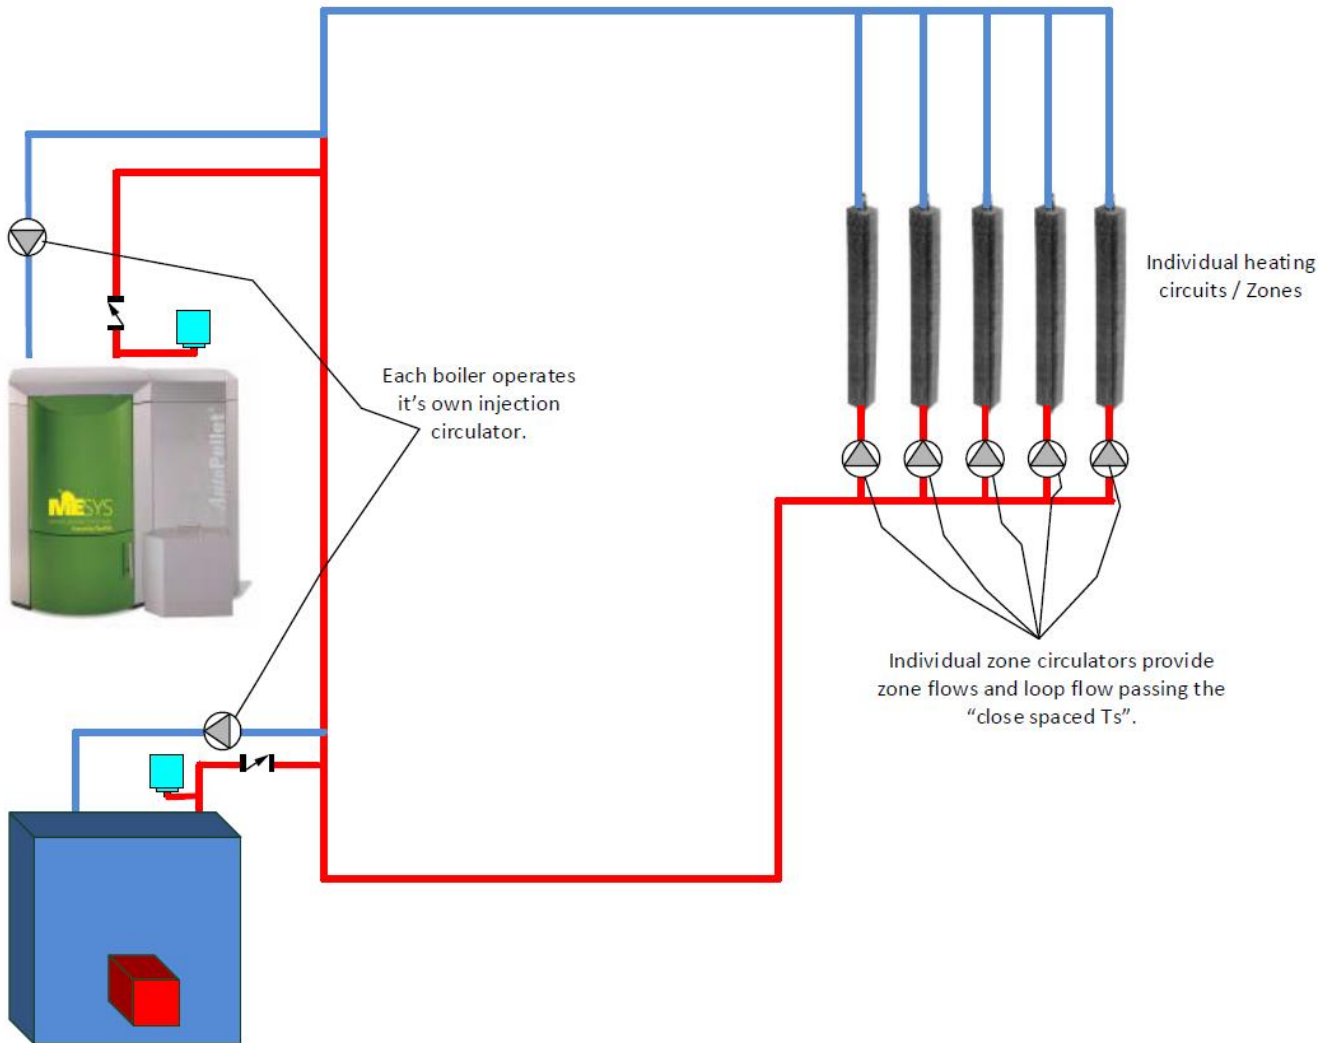 Individual heating
circuits / Zones
Each boiler operates
it’s own injection
circulator.
MESYS
AutoPellet
Individual zone circulators provide
zone flows and loop flow passing the
“close spaced Ts”.